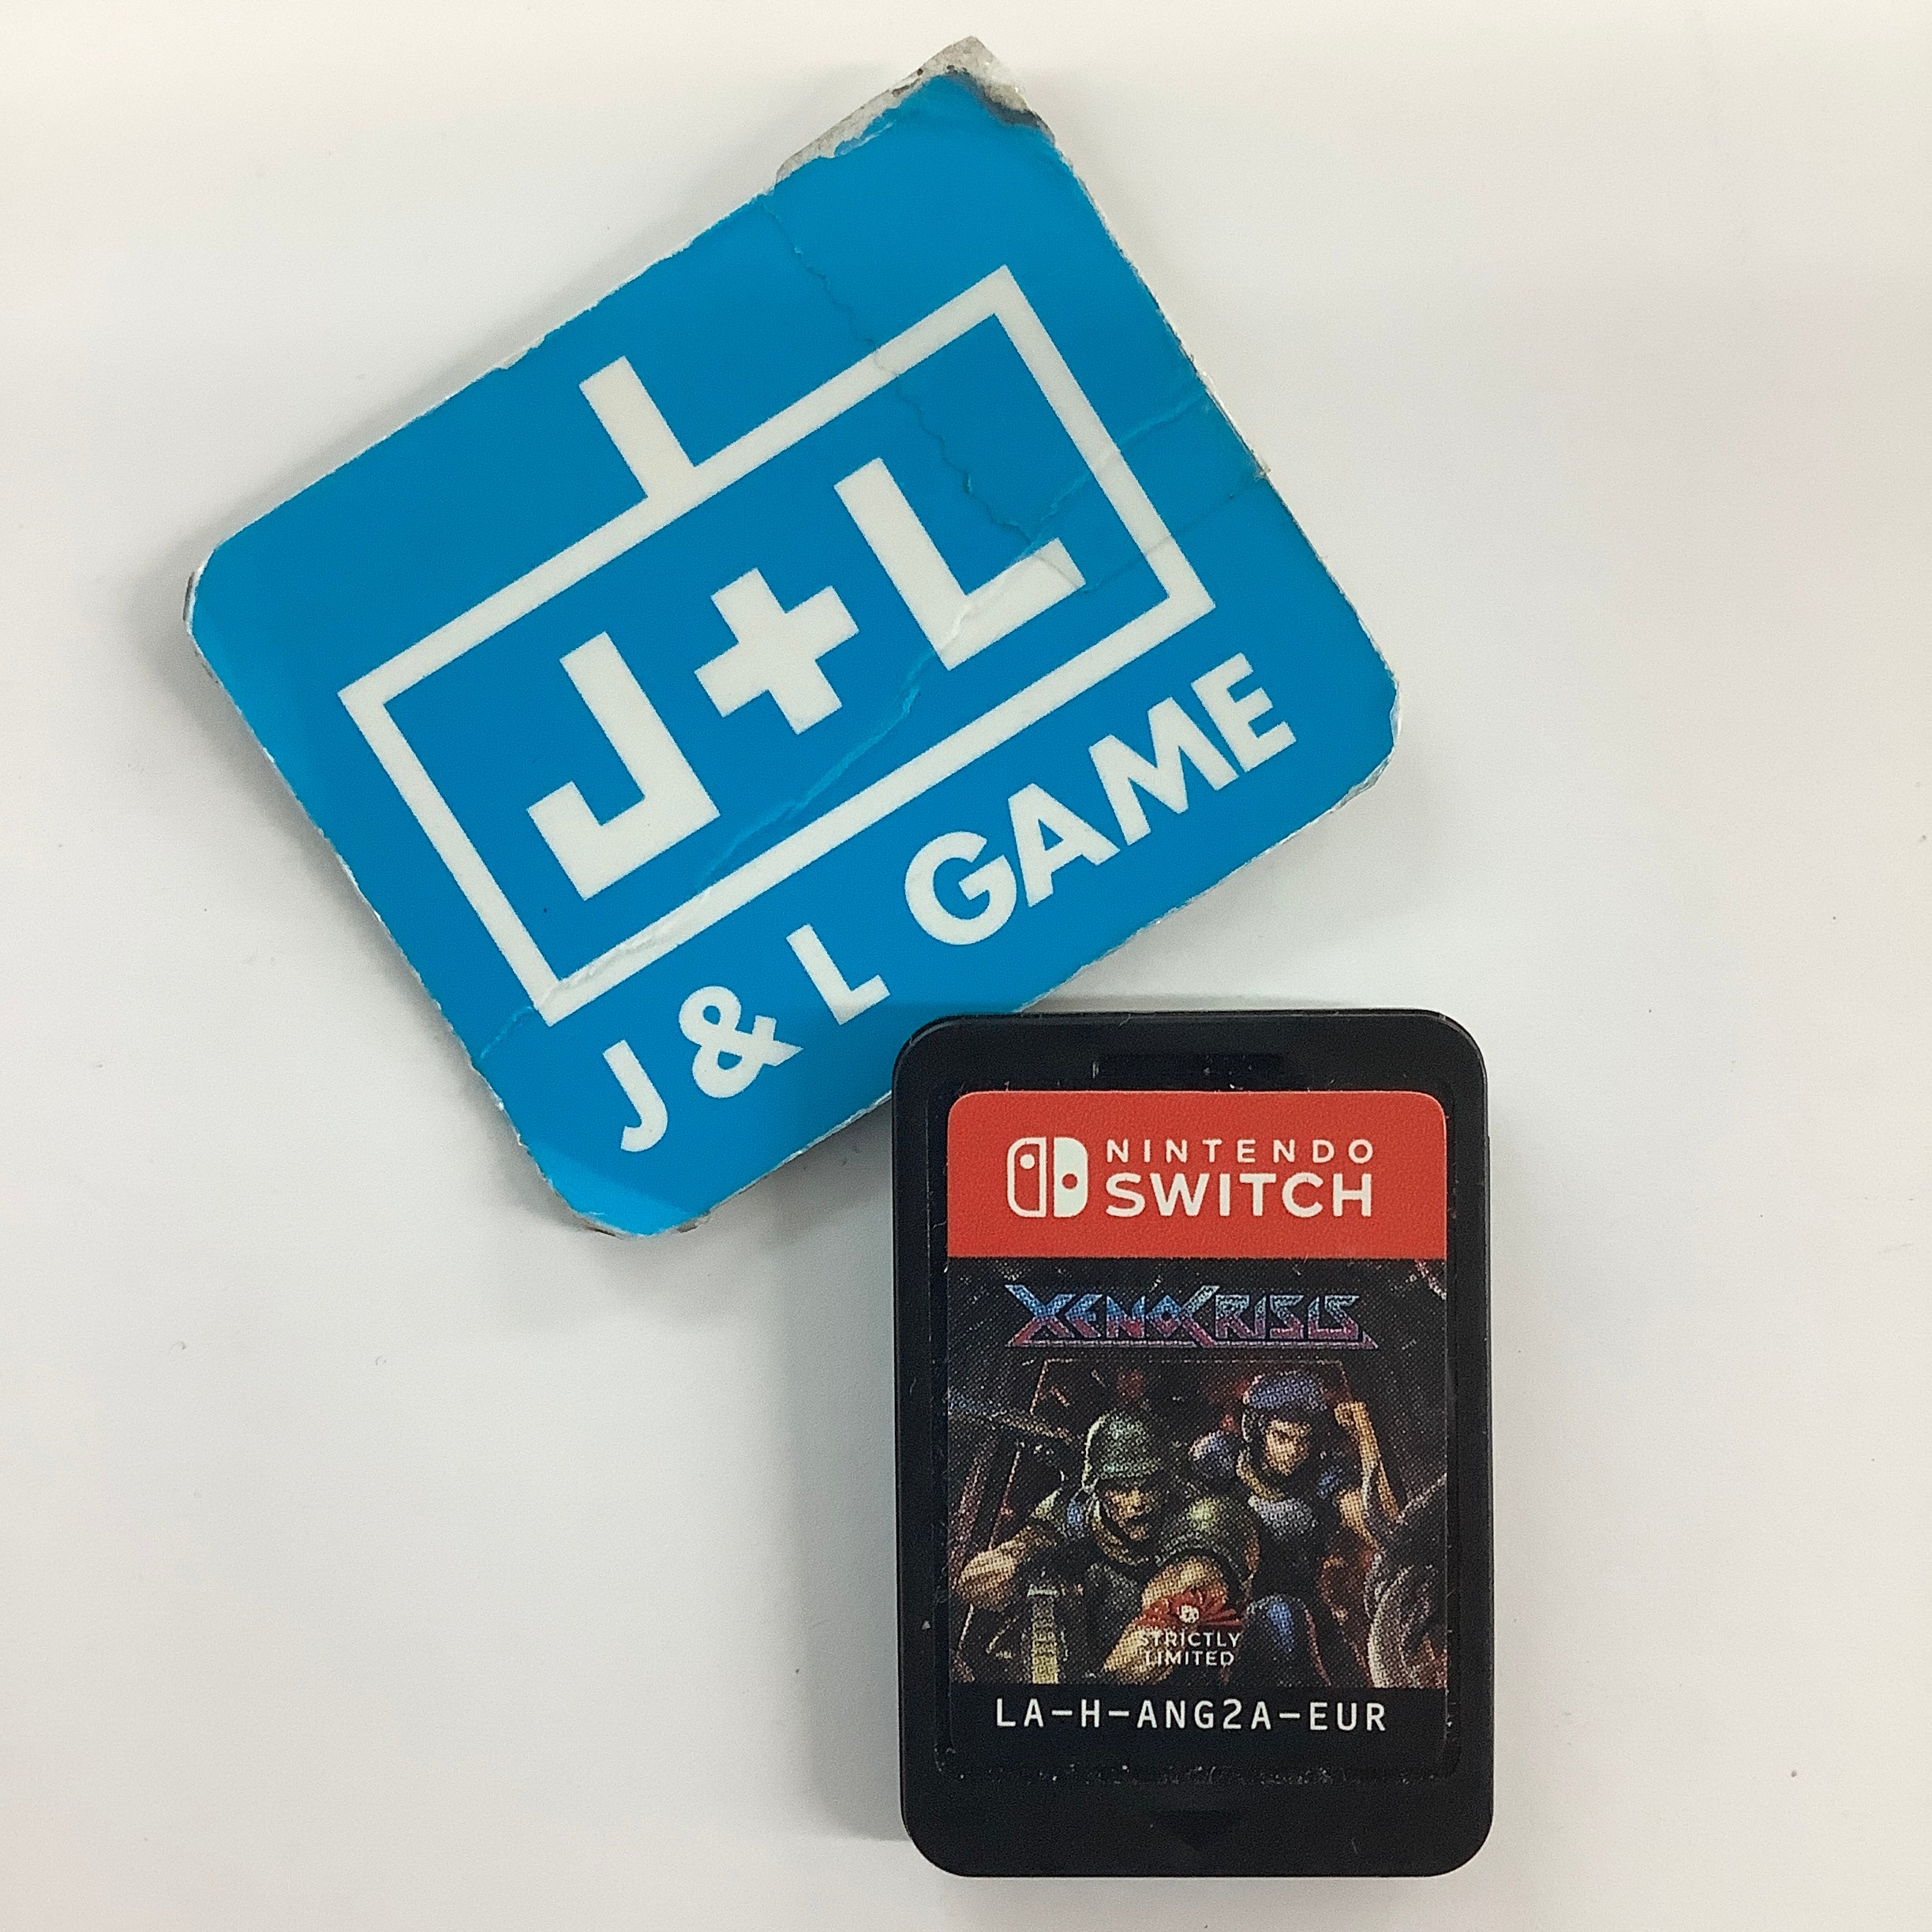 J+L
J & L GAME
NINTENDO
SWITCH
XENOCRISIS
STRICTLY
LIMITED
LA-H-ANG2A-EUR